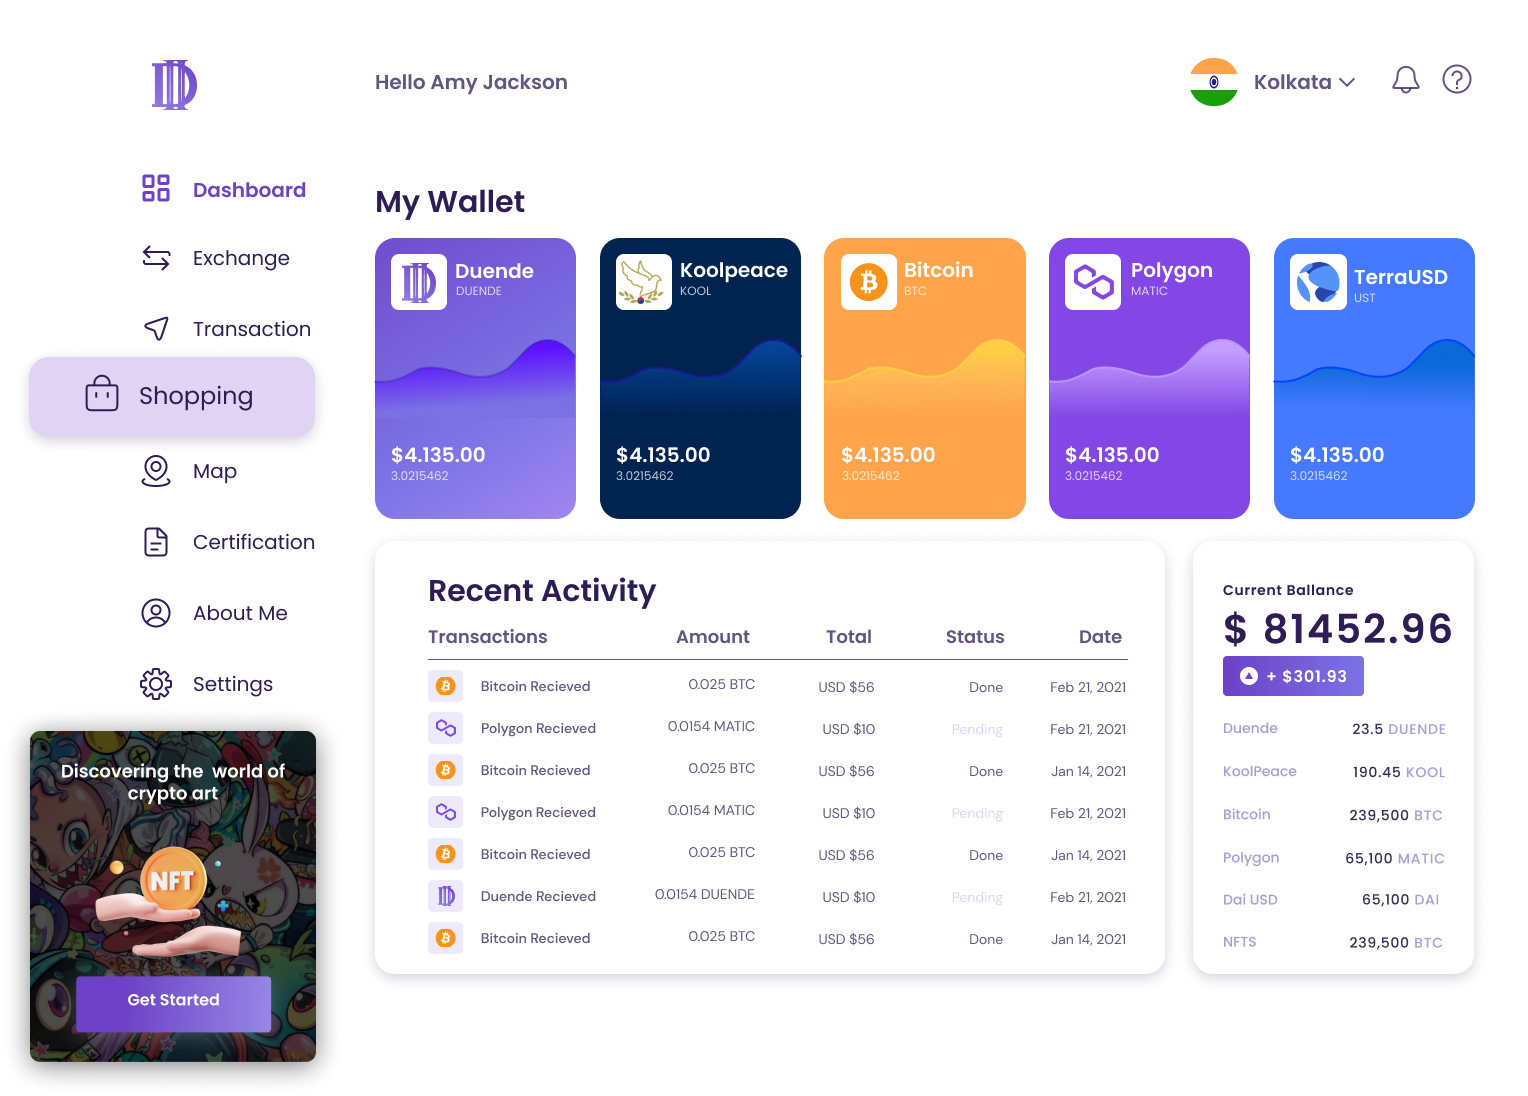 Hello Amy Jackson
Kolkata
Dashboard
Exchange
Transaction
Shopping
Map
Certification
About Me
Settings
Discovering the world of
crypto art
NFT
Get Started
My Wallet
Duende
DUENDE
$4.135.00
3.0215462
Koolpeace
KOOL
$4.135.00
3.0215462
Bitcoin
BTC
$4.135.00
3.0215462
Polygon
MATIC
$4.135.00
3.0215462
TerraUSD
UST
$4.135.00
3.0215462
Recent Activity
Transactions Amount Total Status Date
Bitcoin Recieved 0.025 BTC USD $56 Done Feb 21, 2021
Polygon Recieved 0.0154 MATIC USD $10 Pending Feb 21, 2021
Bitcoin Recieved 0.025 BTC USD $56 Done Jan 14, 2021
Polygon Recieved 0.0154 MATIC USD $10 Pending Feb 21, 2021
Bitcoin Recieved 0.025 BTC USD $56 Done Jan 14, 2021
Duende Recieved 0.0154 DUENDE USD $10 Pending Feb 21, 2021
Bitcoin Recieved 0.025 BTC USD $56 Done Jan 14, 2021
Current Ballance
$ 81452.96
+ $301.93
Duende 23.5 DUENDE
KoolPeace 190.45 KOOL
Bitcoin 239,500 BTC
Polygon 65,100 MATIC
Dai USD 65,100 DAI
NFTS 239,500 BTC